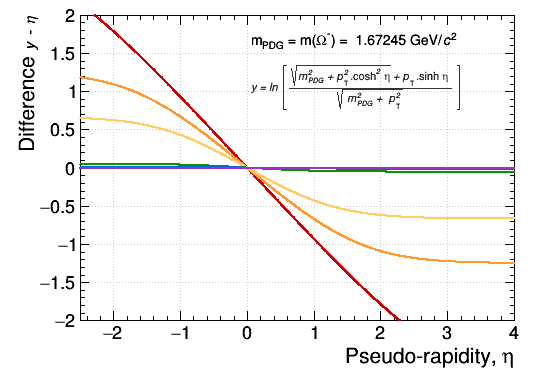 m_PDG = m(Ω⁻) = 1.67245 GeV/c²
y = ln [ (√(m²_PDG + p²_T.cosh² η) + p_T.sinh η) / √(m²_PDG + p²_T) ]
Difference y - η
2
1.5
1
0.5
0
−0.5
−1
−1.5
−2
−2 −1 0 1 2 3 4
Pseudo-rapidity, η